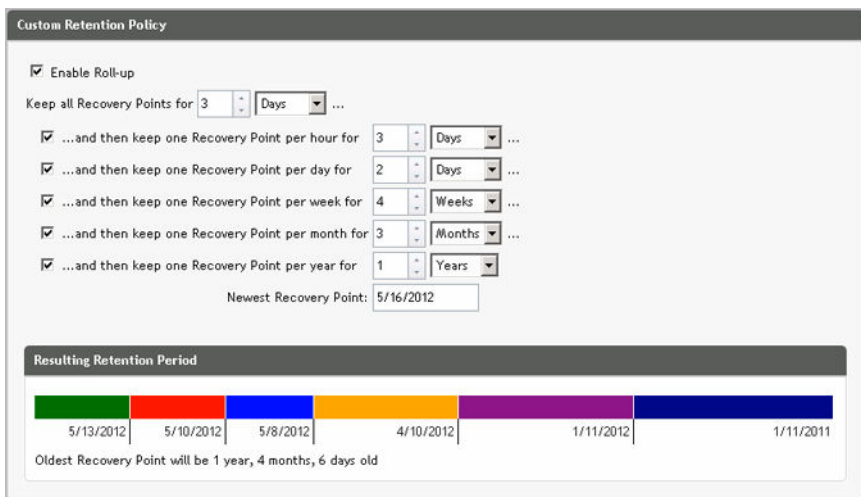 Custom Retention Policy
Enable Roll-up
Keep all Recovery Points for 3 Days ...
...and then keep one Recovery Point per hour for 3 Days ...
...and then keep one Recovery Point per day for 2 Days ...
...and then keep one Recovery Point per week for 4 Weeks ...
...and then keep one Recovery Point per month for 3 Months ...
...and then keep one Recovery Point per year for 1 Years
Newest Recovery Point: 5/16/2012
Resulting Retention Period
5/13/2012 5/10/2012 5/8/2012 4/10/2012 1/11/2012 1/11/2011
Oldest Recovery Point will be 1 year, 4 months, 6 days old